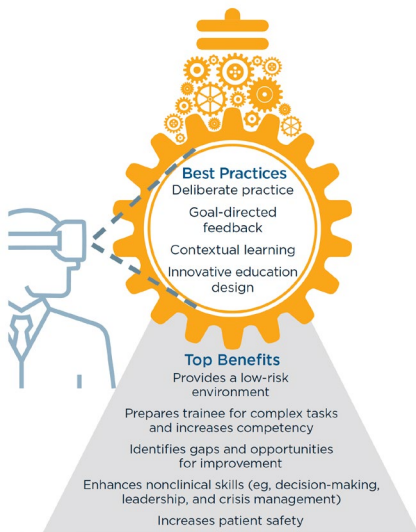 Best Practices
Deliberate practice
Goal-directed
feedback
Contextual learning
Innovative education
design
Top Benefits
Provides a low-risk
environment
Prepares trainee for complex tasks
and increases competency
Identifies gaps and opportunities
for improvement
Enhances nonclinical skills (eg, decision-making,
leadership, and crisis management)
Increases patient safety